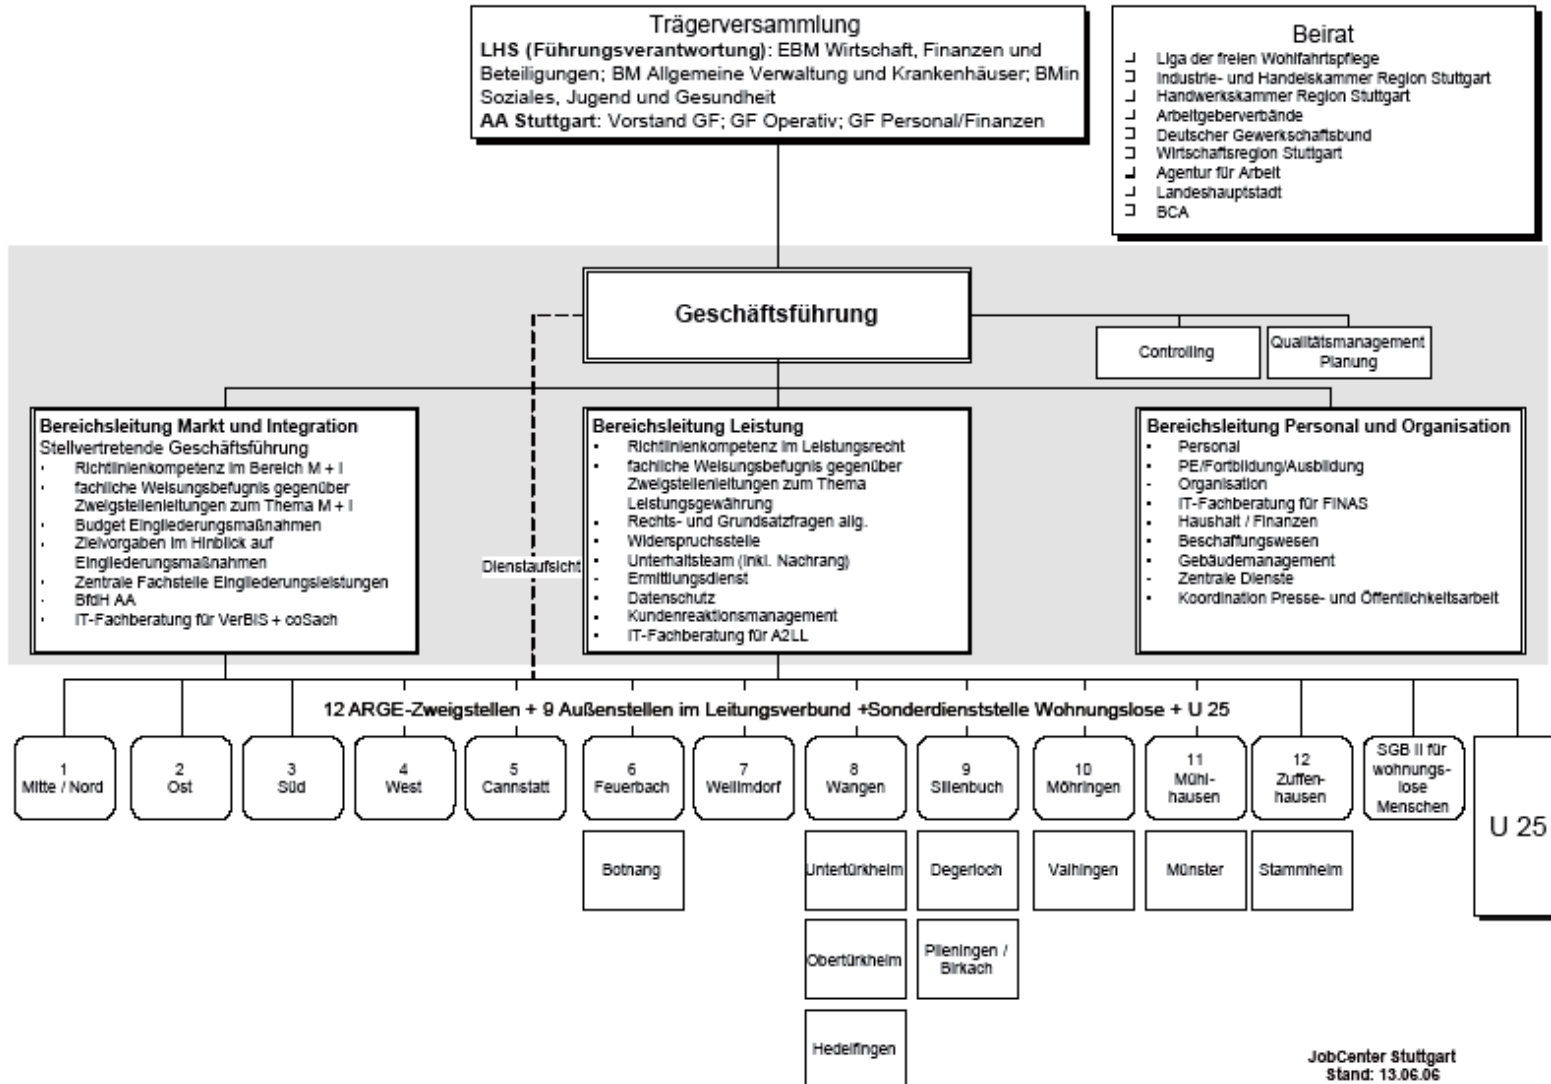 Trägerversammlung
LHS (Führungsverantwortung): EBM Wirtschaft, Finanzen und
Beteiligungen; BM Allgemeine Verwaltung und Krankenhäuser; BMin
Soziales, Jugend und Gesundheit
AA Stuttgart: Vorstand GF; GF Operativ; GF Personal/Finanzen
Beirat
Liga der freien Wohlfahrtspflege
Industrie- und Handelskammer Region Stuttgart
Handwerkskammer Region Stuttgart
Arbeitgeberverbände
Deutscher Gewerkschaftsbund
Wirtschaftsregion Stuttgart
Agentur für Arbeit
Landeshauptstadt
BCA
Geschäftsführung
Controlling
Qualitätsmanagement
Planung
Bereichsleitung Markt und Integration
Stellvertretende Geschäftsführung
Richtlinienkompetenz im Bereich M + I
fachliche Weisungsbefugnis gegenüber
Zweigstellenleitungen zum Thema M + I
Budget Eingliederungsmaßnahmen
Zielvorgaben im Hinblick auf
Eingliederungsmaßnahmen
Zentrale Fachstelle Eingliederungsleistungen
BfdH AA
IT-Fachberatung für VerBIS + coSach
Dienstaufsicht
Bereichsleitung Leistung
Richtlinienkompetenz im Leistungsrecht
fachliche Weisungsbefugnis gegenüber
Zweigstellenleitungen zum Thema
Leistungsgewährung
Rechts- und Grundsatzfragen allg.
Widerspruchsstelle
Unterhaltsteam (inkl. Nachrang)
Ermittlungsdienst
Datenschutz
Kundenreaktionsmanagement
IT-Fachberatung für A2LL
Bereichsleitung Personal und Organisation
Personal
PE/Fortbildung/Ausbildung
Organisation
IT-Fachberatung für FINAS
Haushalt / Finanzen
Beschaffungswesen
Gebäudemanagement
Zentrale Dienste
Koordination Presse- und Öffentlichkeitsarbeit
12 ARGE-Zweigstellen + 9 Außenstellen im Leitungsverbund +Sonderdienststelle Wohnungslose + U 25
1
Mitte / Nord
2
Ost
3
Süd
4
West
5
Cannstatt
6
Feuerbach
7
Weilimdorf
8
Wangen
9
Sillenbuch
10
Möhringen
11
Mühl-
hausen
12
Zuffen-
hausen
SGB II für
wohnungs-
lose
Menschen
U 25
Botnang
Untertürkheim
Degerloch
Vaihingen
Münster
Stammheim
Obertürkheim
Plieningen /
Birkach
Hedelfingen
JobCenter Stuttgart
Stand: 13.06.06